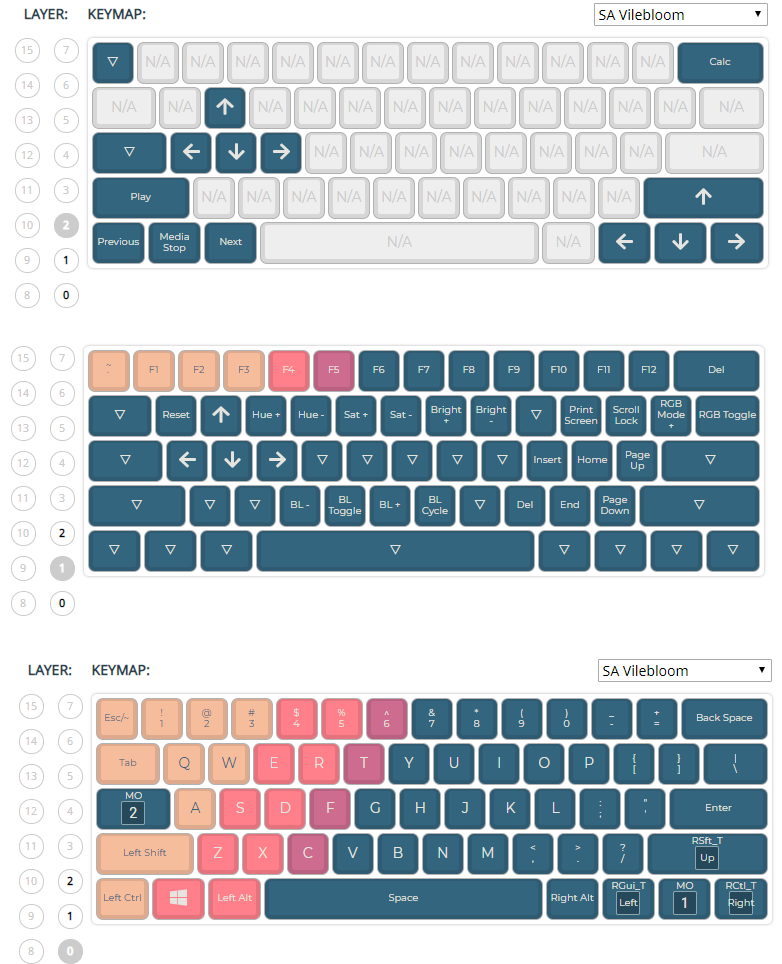 LAYER: KEYMAP: SA Vilebloom
15 7 ▽ N/A N/A N/A N/A N/A N/A N/A N/A N/A N/A N/A N/A Calc
14 6
13 5 N/A N/A ↑ N/A N/A N/A N/A N/A N/A N/A N/A N/A N/A N/A
12 4 ▽ ← ↓ → N/A N/A N/A N/A N/A N/A N/A N/A N/A
11 3 Play N/A N/A N/A N/A N/A N/A N/A N/A N/A N/A ↑
10 2
9 1 Previous Media Stop Next N/A N/A ← ↓ →
8 0
15 7 ~ ` F1 F2 F3 F4 F5 F6 F7 F8 F9 F10 F11 F12 Del
14 6
13 5 ▽ Reset ↑ Hue + Hue - Sat + Sat - Bright + Bright - ▽ Print Screen Scroll Lock RGB Mode + RGB Toggle
12 4 ▽ ← ↓ → ▽ ▽ ▽ ▽ ▽ Insert Home Page Up ▽
11 3 ▽ ▽ ▽ BL - BL Toggle BL + BL Cycle ▽ Del End Page Down ▽
10 2
9 1 ▽ ▽ ▽ ▽ ▽ ▽ ▽ ▽
8 0
LAYER: KEYMAP: SA Vilebloom
15 7 Esc/~ ! 1 @ 2 # 3 $ 4 % 5 ^ 6 & 7 * 8 ( 9 ) 0 _ - + = Back Space
14 6
13 5 Tab Q W E R T Y U I O P { [ } ] | \
12 4 MO 2 A S D F G H J K L : ; " ' Enter
11 3 Left Shift Z X C V B N M < , > . ? / RSft_T Up
10 2
9 1 Left Ctrl Left Alt Space Right Alt RGui_T Left MO 1 RCtl_T Right
8 0